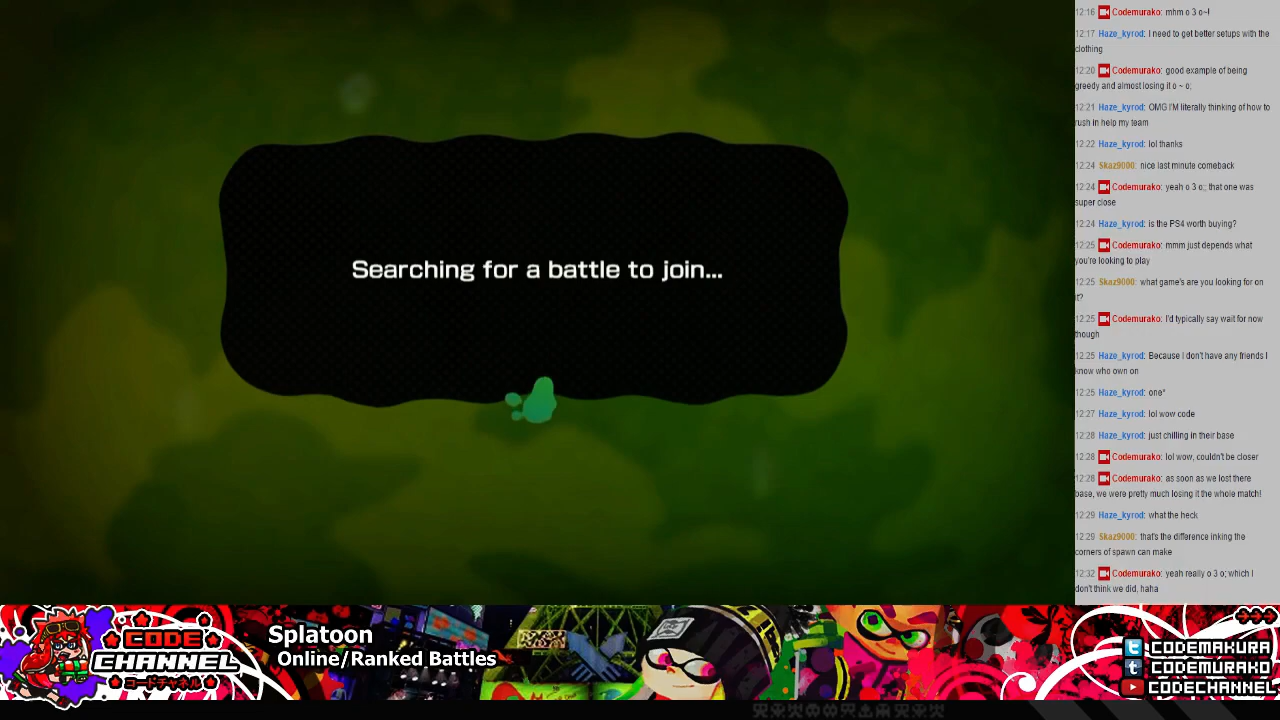 Searching for a battle to join...
12:16 Codemurako: mhm o 3 o~!
12:17 Haze_kyrod: I need to get better setups with the
clothing
12:20 Codemurako: good example of being
greedy and almost losing it o ~ o;
12:21 Haze_kyrod: OMG I'M literally thinking of how to
rush in help my team
12:22 Haze_kyrod: lol thanks
12:24 Skaz9000: nice last minute comeback
12:24 Codemurako: yeah o 3 o;; that one was
super close
12:24 Haze_kyrod: is the PS4 worth buying?
12:25 Codemurako: mmm just depends what
you're looking to play
12:25 Skaz9000: what game's are you looking for on
it?
12:25 Codemurako: I'd typically say wait for now
though
12:25 Haze_kyrod: Because I don't have any friends I
know who own on
12:25 Haze_kyrod: one*
12:27 Haze_kyrod: lol wow code
12:28 Haze_kyrod: just chilling in their base
12:28 Codemurako: lol wow, couldn't be closer
12:28 Codemurako: as soon as we lost there
base, we were pretty much losing it the whole match!
12:29 Haze_kyrod: what the heck
12:29 Skaz9000: that's the difference inking the
corners of spawn can make
12:32 Codemurako: yeah really o 3 o; which I
don't think we did, haha
CODE
CHANNEL
コードチャンネル
Splatoon
Online/Ranked Battles
CODEMAKURA
CODEMURAKO
CODECHANNEL